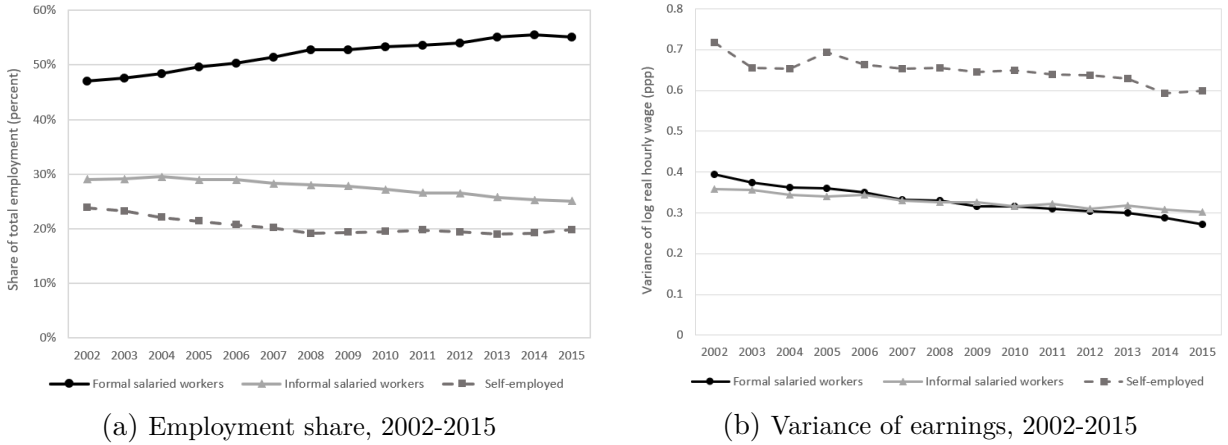 Share of total employment (percent)
60%
50%
40%
30%
20%
10%
0%
2002 2003 2004 2005 2006 2007 2008 2009 2010 2011 2012 2013 2014 2015
Formal salaried workers Informal salaried workers Self-employed
(a) Employment share, 2002-2015
Variance of log real hourly wage (ppp)
0.8
0.7
0.6
0.5
0.4
0.3
0.2
0.1
0
2002 2003 2004 2005 2006 2007 2008 2009 2010 2011 2012 2013 2014 2015
Formal salaried workers Informal salaried workers Self-employed
(b) Variance of earnings, 2002-2015